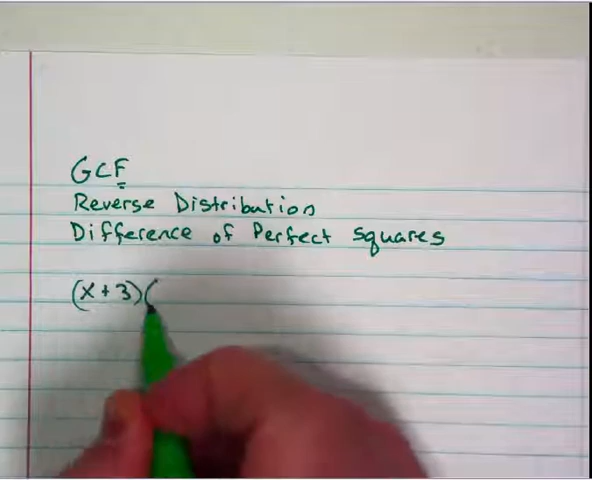 GCF
Reverse Distribution
Difference of Perfect Squares
(x+3)(